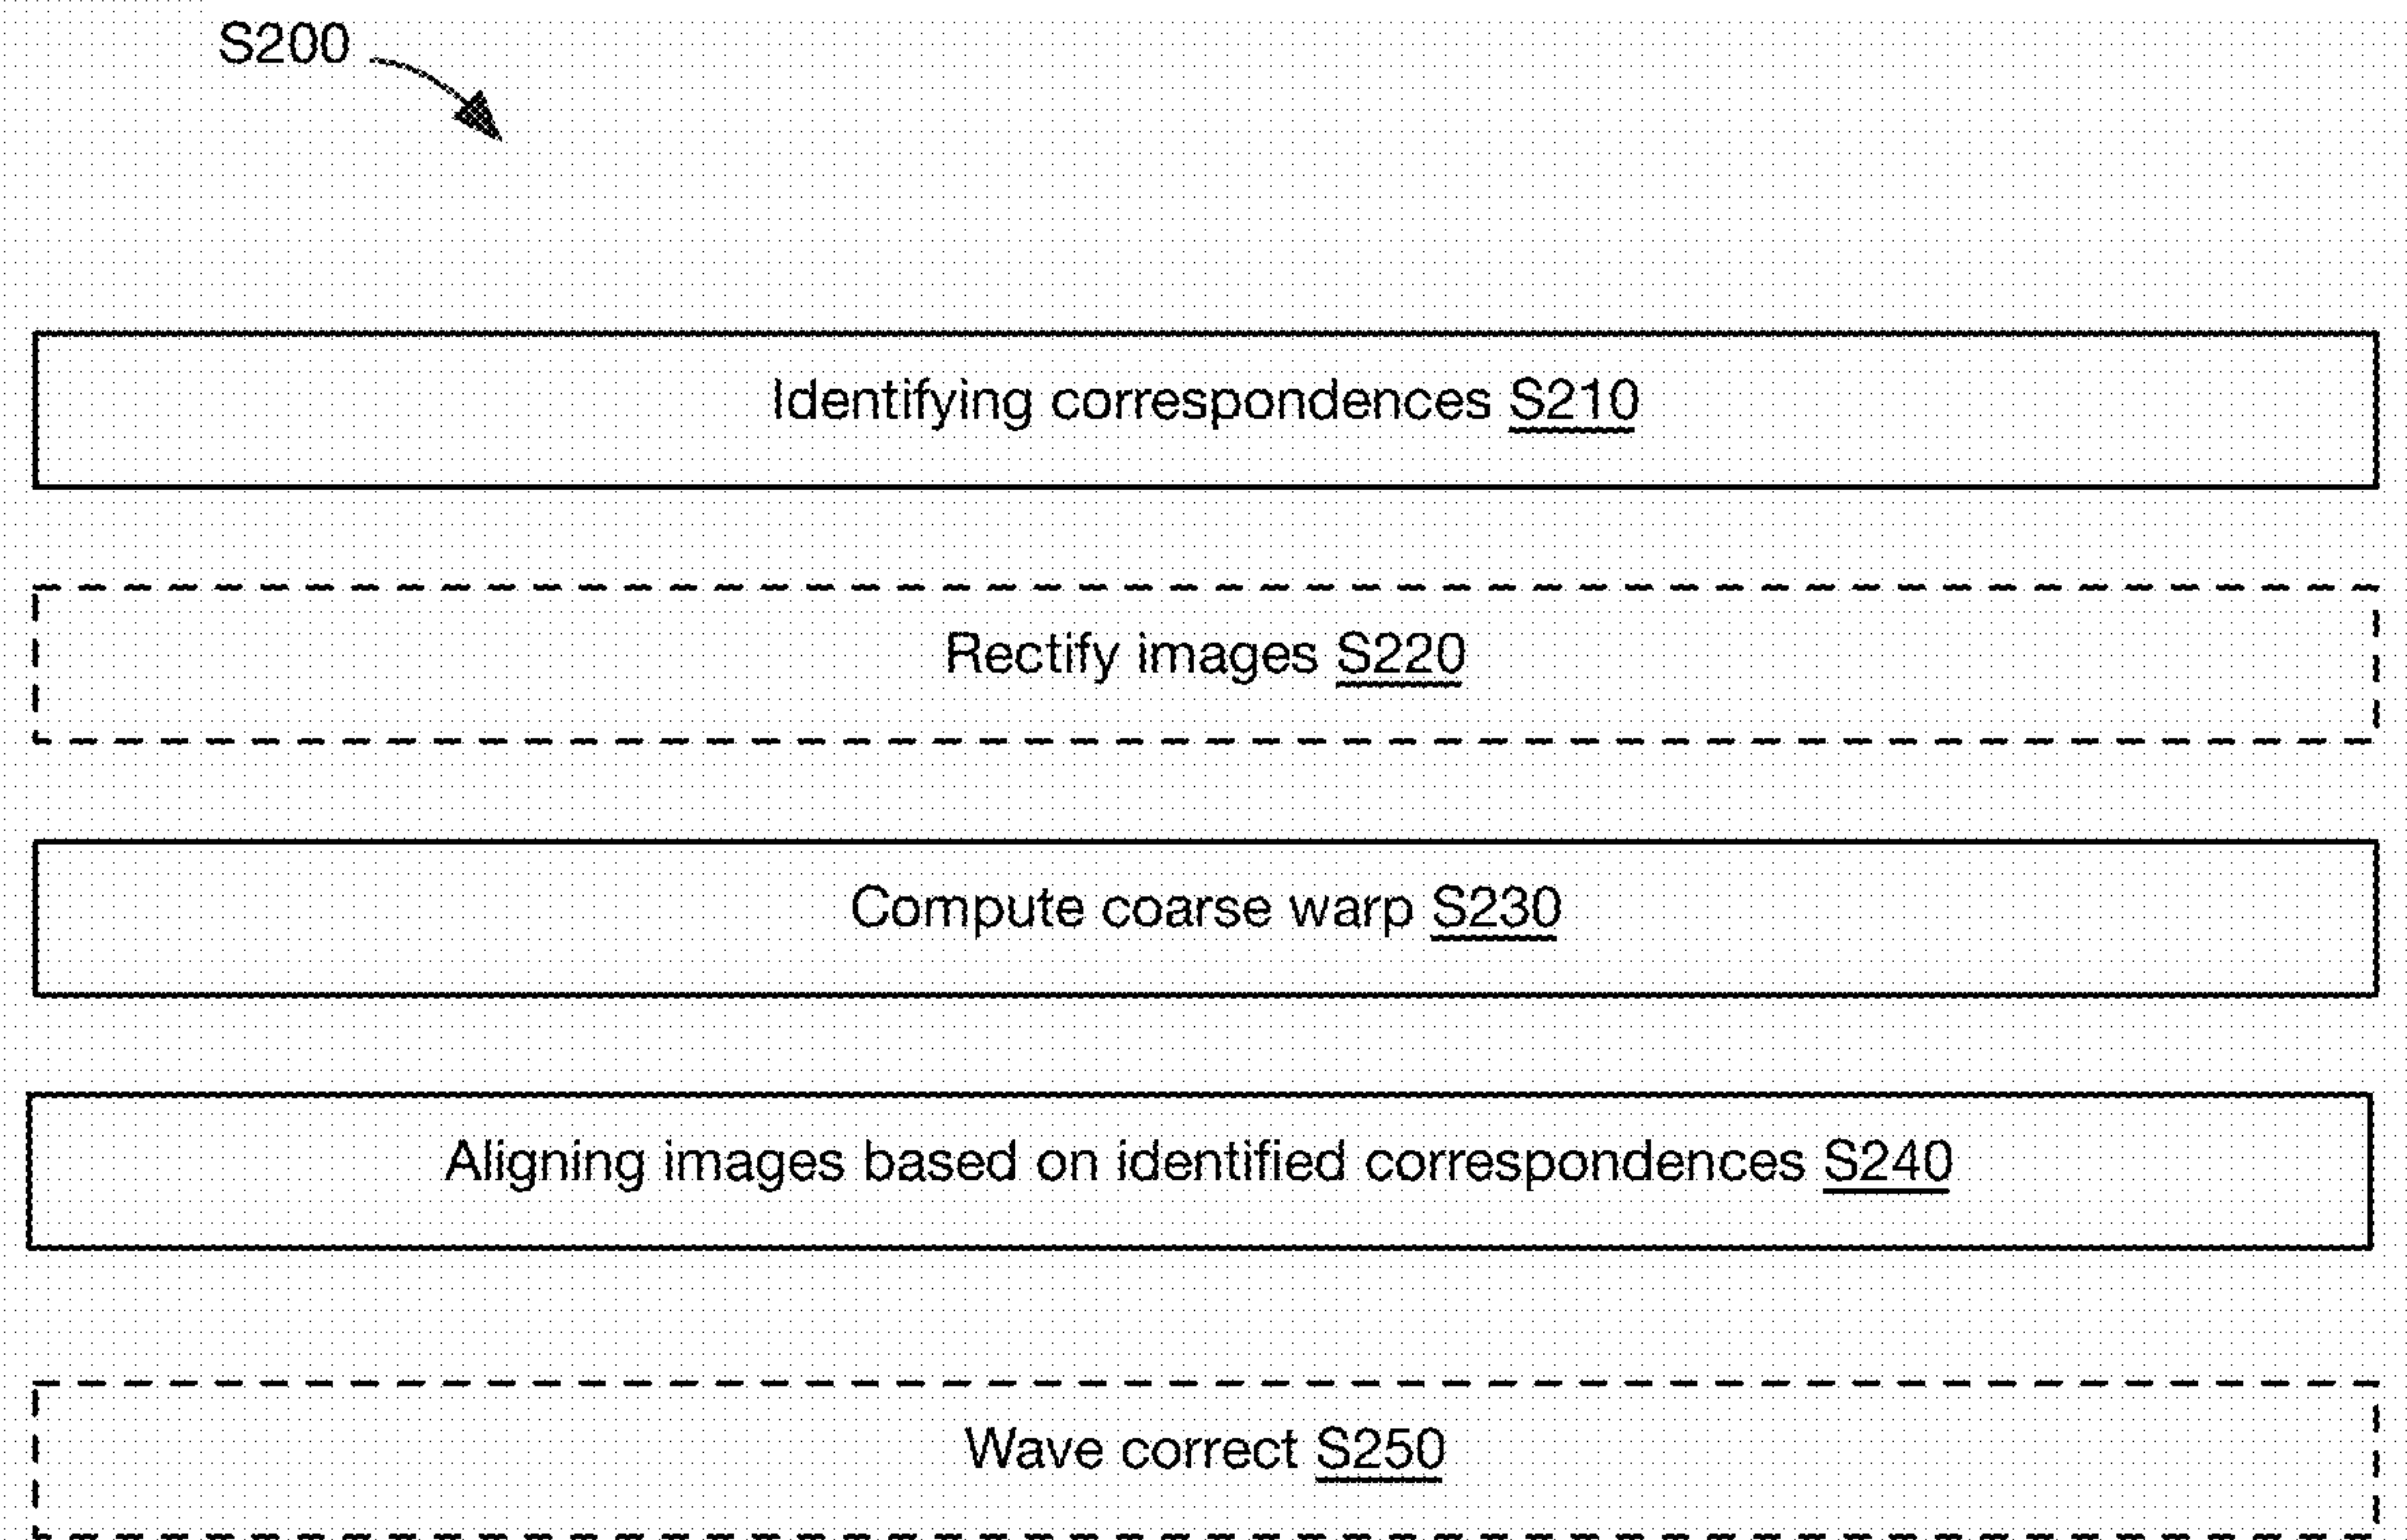 S200
Identifying correspondences S210
Rectify images S220
Compute coarse warp S230
Aligning images based on identified correspondences S240
Wave correct S250